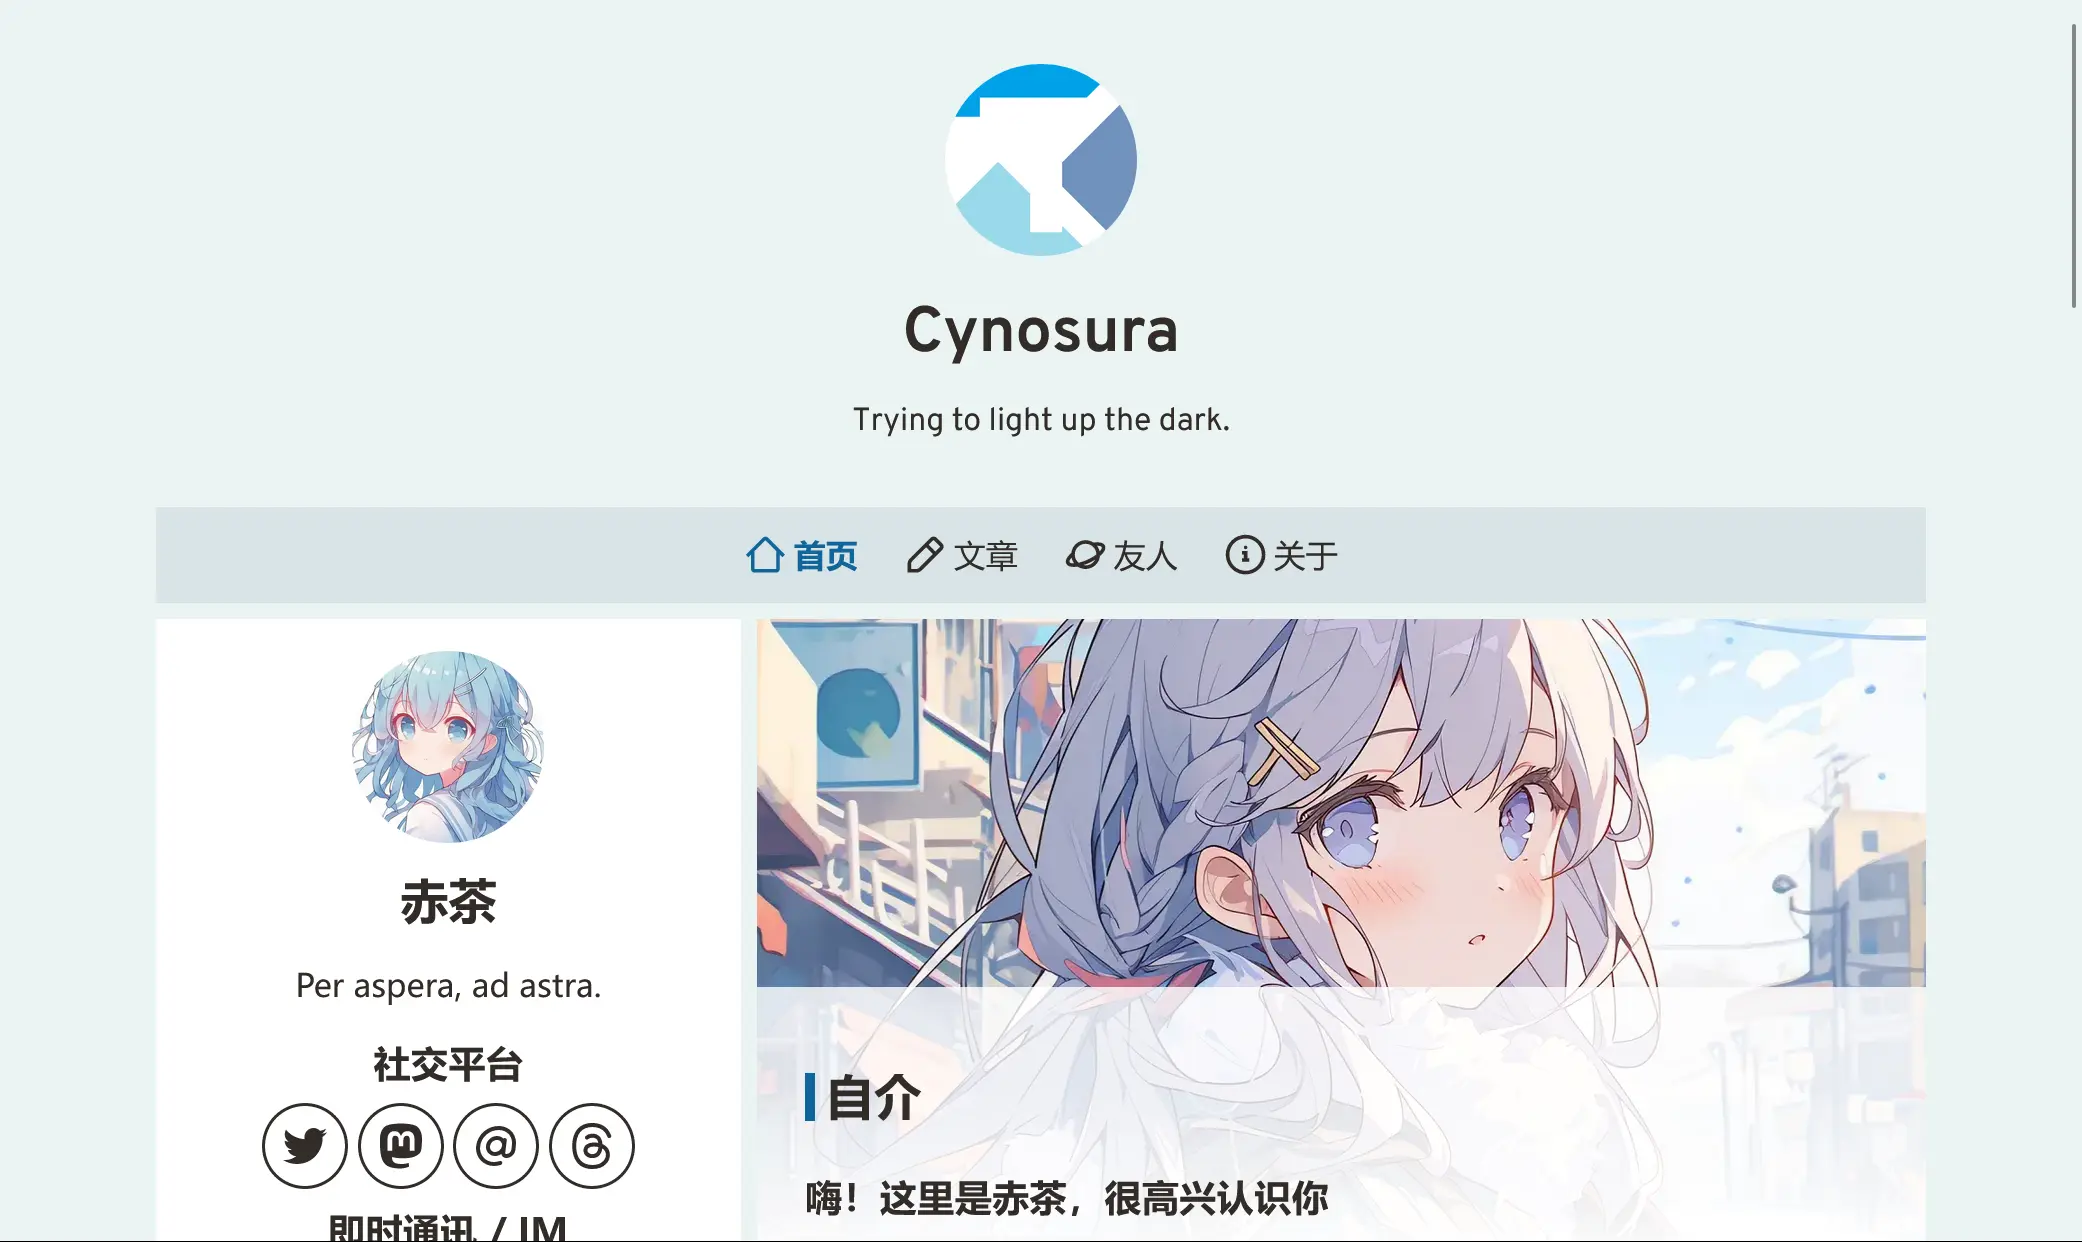 Cynosura
Trying to light up the dark.
首页 文章 友人 关于
赤茶
Per aspera, ad astra.
社交平台
即时通讯 / IM
自介
嗨！这里是赤茶，很高兴认识你